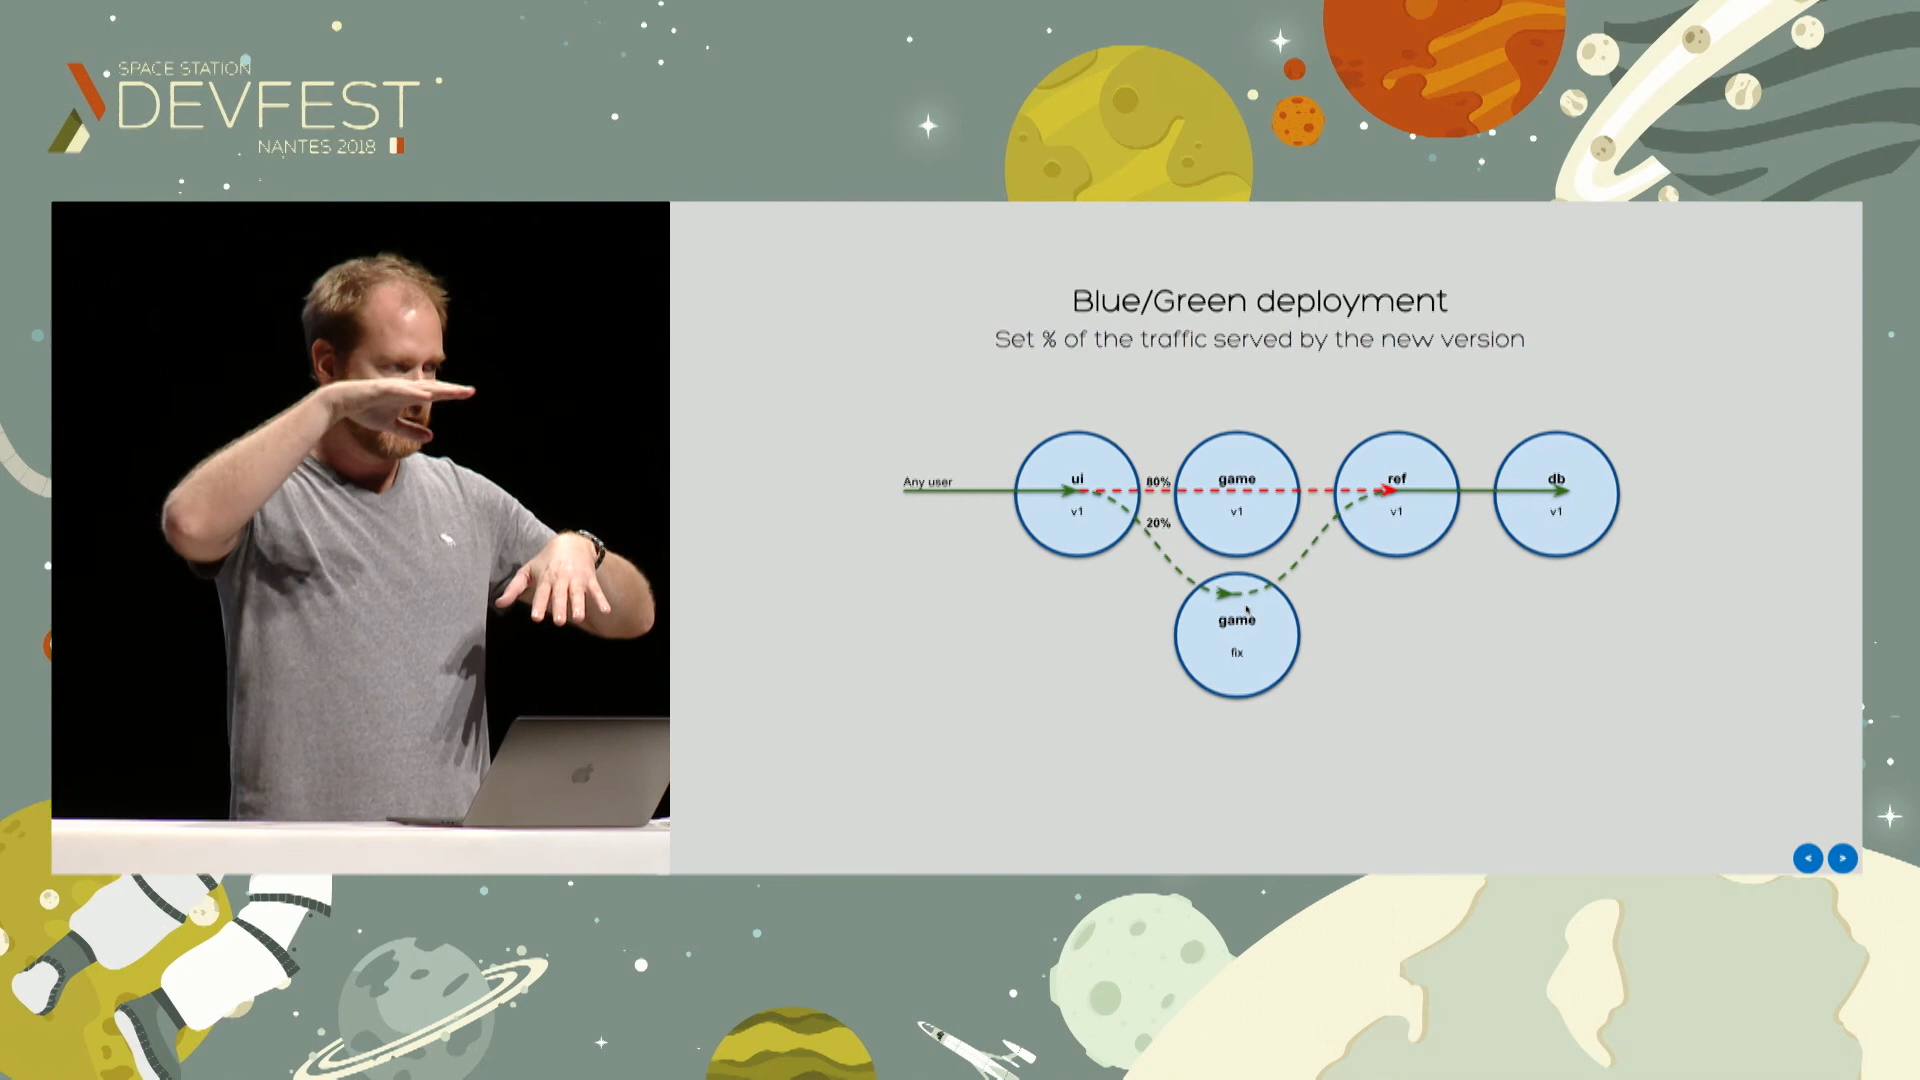 SPACE STATION
DEVFEST
NANTES 2018
Blue/Green deployment
Set % of the traffic served by the new version
Any user
ui
v1
80%
20%
game
v1
ref
v1
db
v1
game
fix